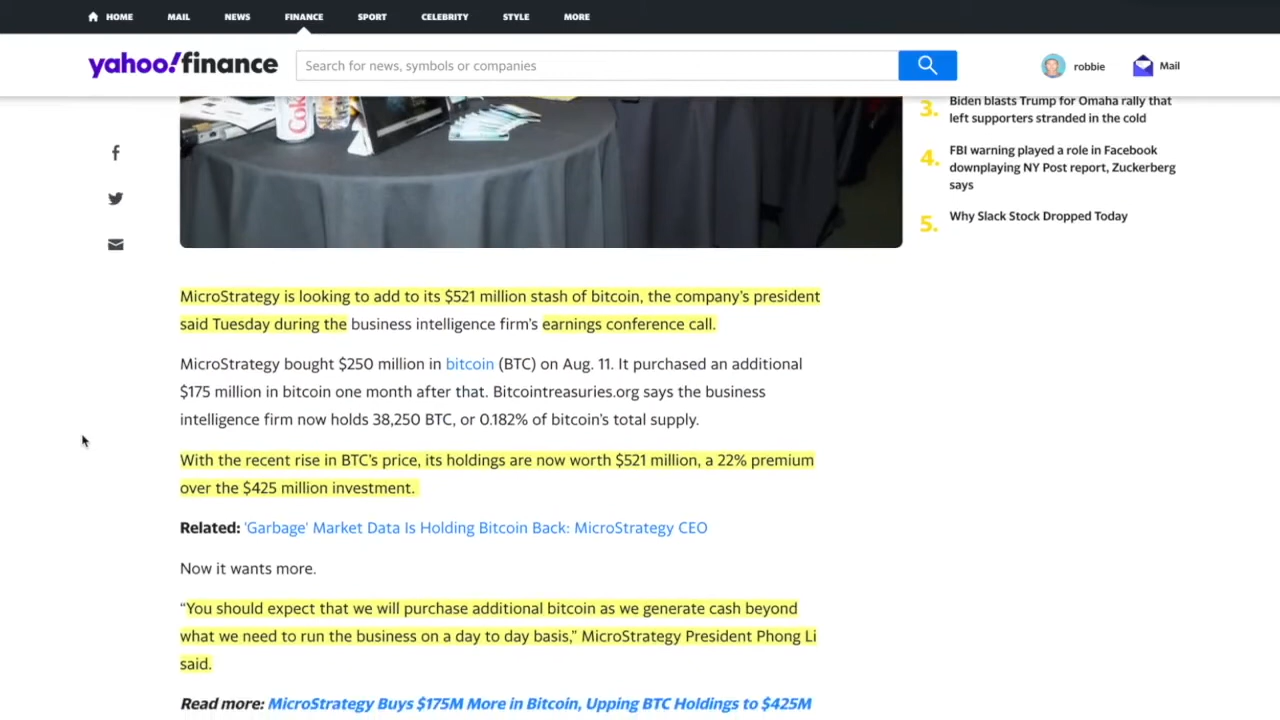 HOME MAIL NEWS FINANCE SPORT CELEBRITY STYLE MORE
yahoo!finance
Search for news, symbols or companies
robbie
Mail
Coke
3. Biden blasts Trump for Omaha rally that
left supporters stranded in the cold
4. FBI warning played a role in Facebook
downplaying NY Post report, Zuckerberg
says
5. Why Slack Stock Dropped Today
MicroStrategy is looking to add to its $521 million stash of bitcoin, the company's president
said Tuesday during the business intelligence firm's earnings conference call.
MicroStrategy bought $250 million in bitcoin (BTC) on Aug. 11. It purchased an additional
$175 million in bitcoin one month after that. Bitcointreasuries.org says the business
intelligence firm now holds 38,250 BTC, or 0.182% of bitcoin's total supply.
With the recent rise in BTC's price, its holdings are now worth $521 million, a 22% premium
over the $425 million investment.
Related: 'Garbage' Market Data Is Holding Bitcoin Back: MicroStrategy CEO
Now it wants more.
“You should expect that we will purchase additional bitcoin as we generate cash beyond
what we need to run the business on a day to day basis,” MicroStrategy President Phong Li
said.
Read more: MicroStrategy Buys $175M More in Bitcoin, Upping BTC Holdings to $425M